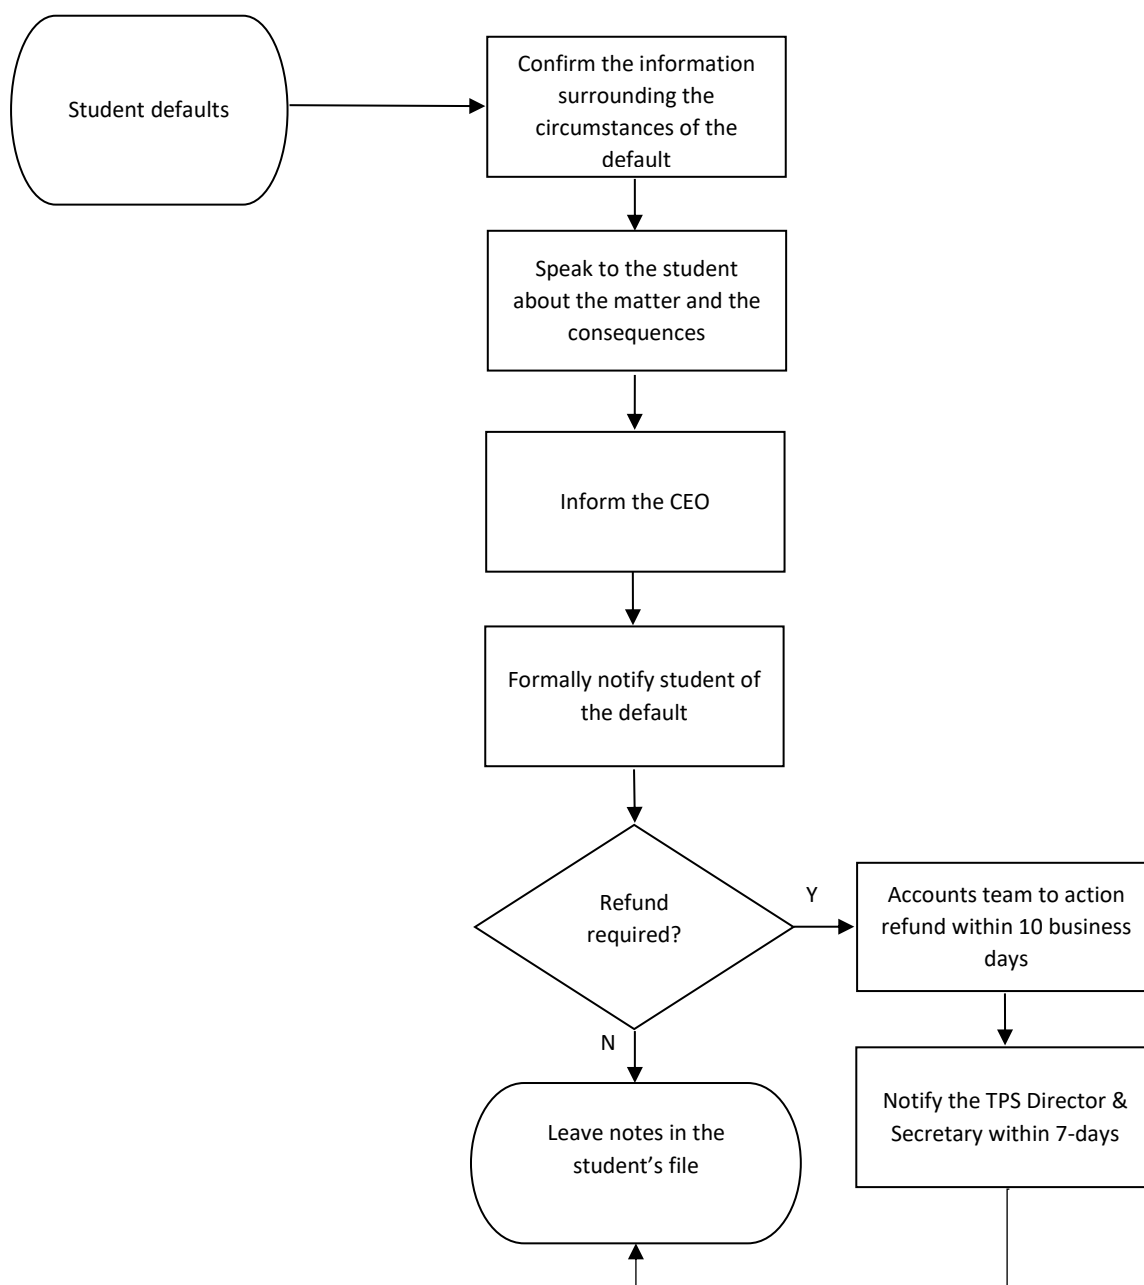 Student defaults
Confirm the information
surrounding the
circumstances of the
default
Speak to the student
about the matter and the
consequences
Inform the CEO
Formally notify student of
the default
Refund
required?
Y
Accounts team to action
refund within 10 business
days
N
Notify the TPS Director &
Secretary within 7-days
Leave notes in the
student’s file